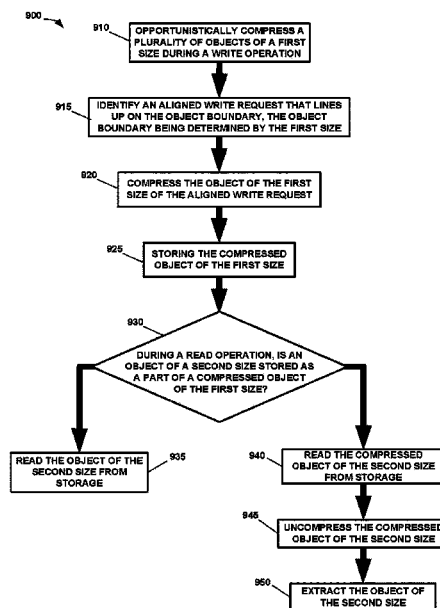 900
910
OPPORTUNISTICALLY COMPRESS A
PLURALITY OF OBJECTS OF A FIRST
SIZE DURING A WRITE OPERATION
915
IDENTIFY AN ALIGNED WRITE REQUEST THAT LINES
UP ON THE OBJECT BOUNDARY, THE OBJECT
BOUNDARY BEING DETERMINED BY THE FIRST SIZE
920
COMPRESS THE OBJECT OF THE FIRST
SIZE OF THE ALIGNED WRITE REQUEST
925
STORING THE COMPRESSED
OBJECT OF THE FIRST SIZE
930
DURING A READ OPERATION, IS AN
OBJECT OF A SECOND SIZE STORED AS
A PART OF A COMPRESSED OBJECT
OF THE FIRST SIZE?
READ THE OBJECT OF THE
SECOND SIZE FROM
STORAGE
935
940
READ THE COMPRESSED
OBJECT OF THE SECOND SIZE
FROM STORAGE
945
UNCOMPRESS THE COMPRESSED
OBJECT OF THE SECOND SIZE
950
EXTRACT THE OBJECT OF
THE SECOND SIZE